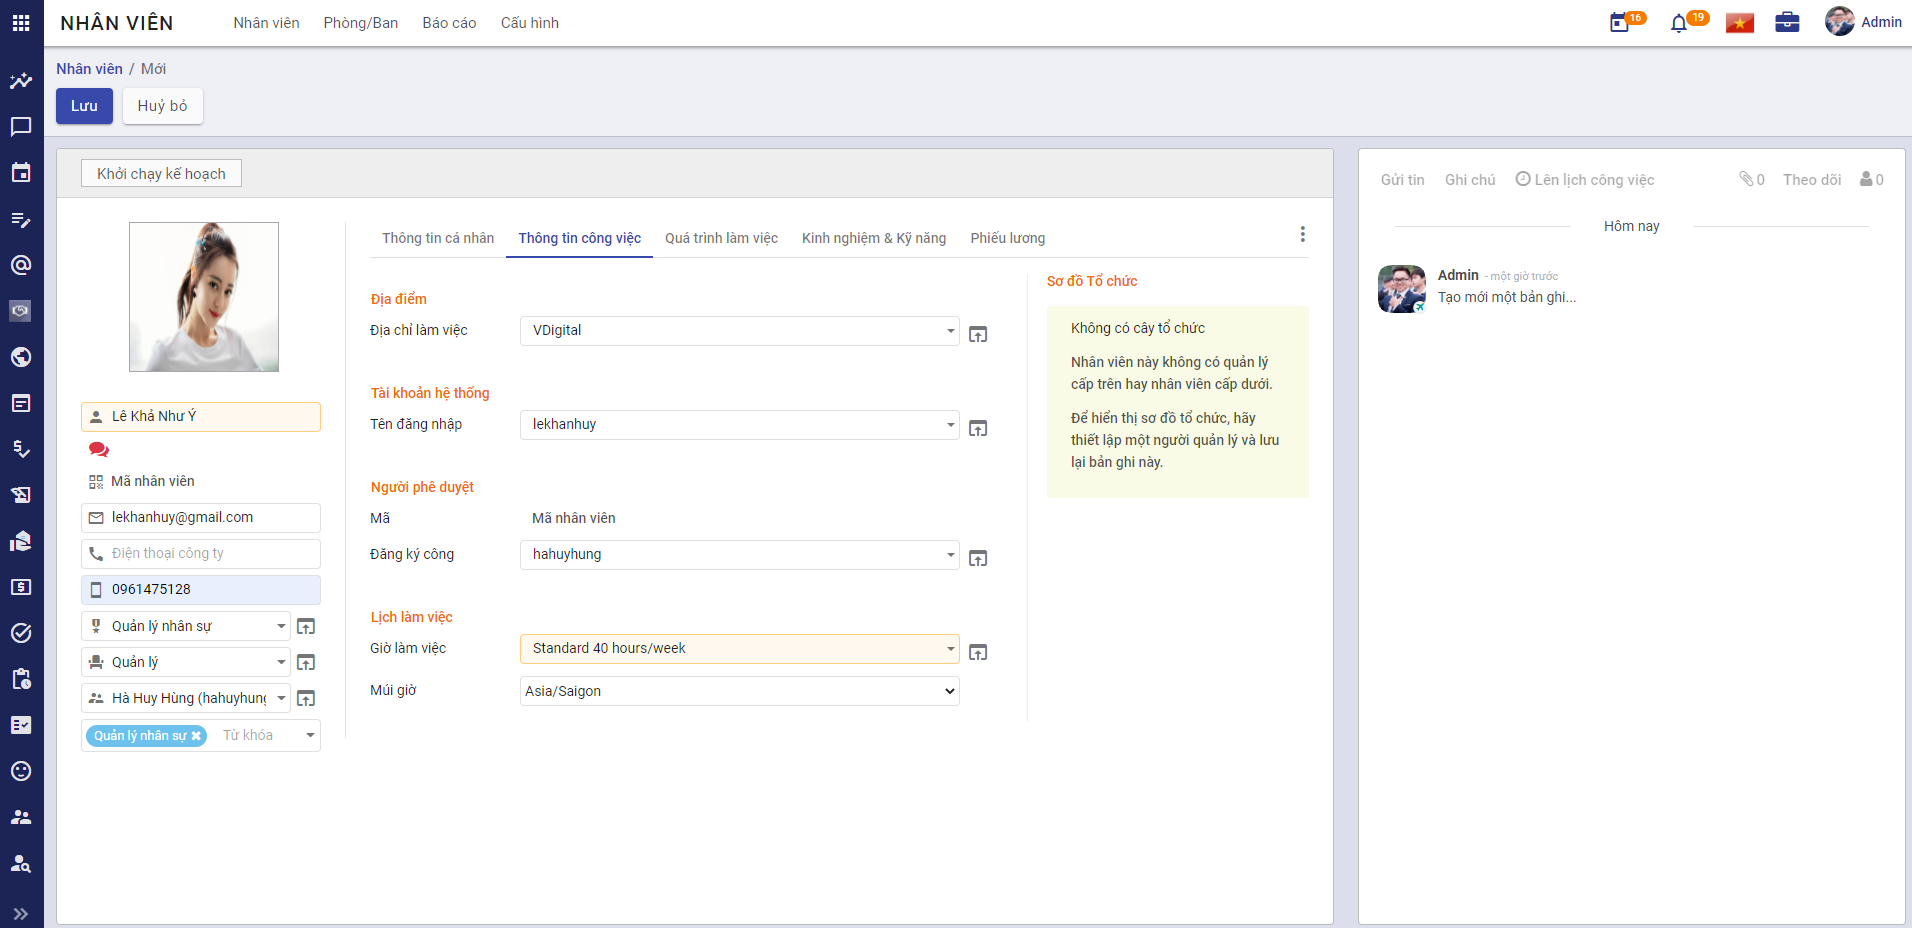 NHÂN VIÊN
Nhân viên
Phòng/Ban
Báo cáo
Cấu hình
16
19
Admin
Nhân viên / Mới
Lưu
Huỷ bỏ
Khởi chạy kế hoạch
Lê Khả Như Ý
Mã nhân viên
lekhanhuy@gmail.com
Điện thoại công ty
0961475128
Quản lý nhân sự
Quản lý
Hà Huy Hùng (hahuyhung
Quản lý nhân sự
Từ khóa
Thông tin cá nhân
Thông tin công việc
Quá trình làm việc
Kinh nghiệm & Kỹ năng
Phiếu lương
Địa điểm
Địa chỉ làm việc
VDigital
Tài khoản hệ thống
Tên đăng nhập
lekhanhuy
Người phê duyệt
Mã
Mã nhân viên
Đăng ký công
hahuyhung
Lịch làm việc
Giờ làm việc
Standard 40 hours/week
Múi giờ
Asia/Saigon
Sơ đồ Tổ chức
Không có cây tổ chức
Nhân viên này không có quản lý
cấp trên hay nhân viên cấp dưới.
Để hiển thị sơ đồ tổ chức, hãy
thiết lập một người quản lý và lưu
lại bản ghi này.
Gửi tin
Ghi chú
Lên lịch công việc
0
Theo dõi
0
Hôm nay
Admin - một giờ trước
Tạo mới một bản ghi...